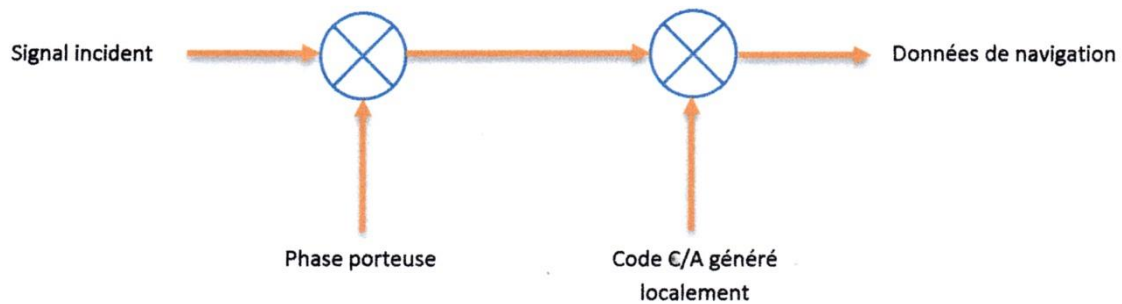 Signal incident
Données de navigation
Phase porteuse
Code C/A généré
localement